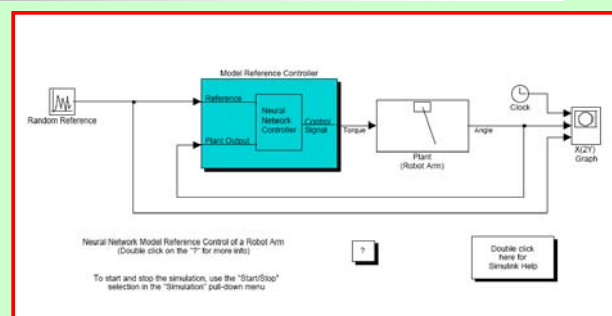 Model Reference Controller
Clock
Reference
Random Reference
Neural
Network
Controller
Control
Signal
Plant Output
Torque
Angle
Plant
(Robot Arm)
X(2Y)
Graph
Neural Network Model Reference Control of a Robot Arm
(Double click on the "?" for more info)
?
Double click
here for
Simulink Help
To start and stop the simulation, use the "Start/Stop"
selection in the "Simulation" pull-down menu